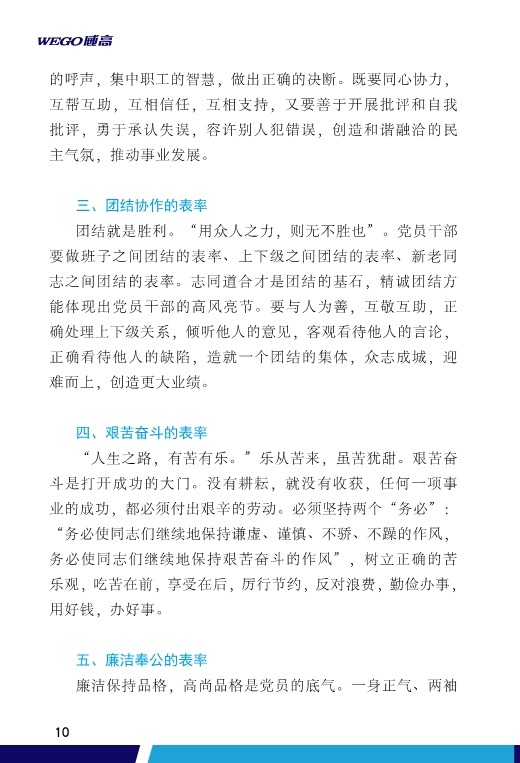 WEGO威高
的呼声，集中职工的智慧，做出正确的决断。既要同心协力，
互帮互助，互相信任，互相支持，又要善于开展批评和自我
批评，勇于承认失误，容许别人犯错误，创造和谐融洽的民
主气氛，推动事业发展。
三、团结协作的表率
团结就是胜利。“用众人之力，则无不胜也”。党员干部
要做班子之间团结的表率、上下级之间团结的表率、新老同
志之间团结的表率。志同道合才是团结的基石，精诚团结方
能体现出党员干部的高风亮节。要与人为善，互敬互助，正
确处理上下级关系，倾听他人的意见，客观看待他人的言论，
正确看待他人的缺陷，造就一个团结的集体，众志成城，迎
难而上，创造更大业绩。
四、艰苦奋斗的表率
“人生之路，有苦有乐。”乐从苦来，虽苦犹甜。艰苦奋
斗是打开成功的大门。没有耕耘，就没有收获，任何一项事
业的成功，都必须付出艰辛的劳动。必须坚持两个“务必”：
“务必使同志们继续地保持谦虚、谨慎、不骄、不躁的作风，
务必使同志们继续地保持艰苦奋斗的作风”，树立正确的苦
乐观，吃苦在前，享受在后，厉行节约，反对浪费，勤俭办事，
用好钱，办好事。
五、廉洁奉公的表率
廉洁保持品格，高尚品格是党员的底气。一身正气、两袖
10